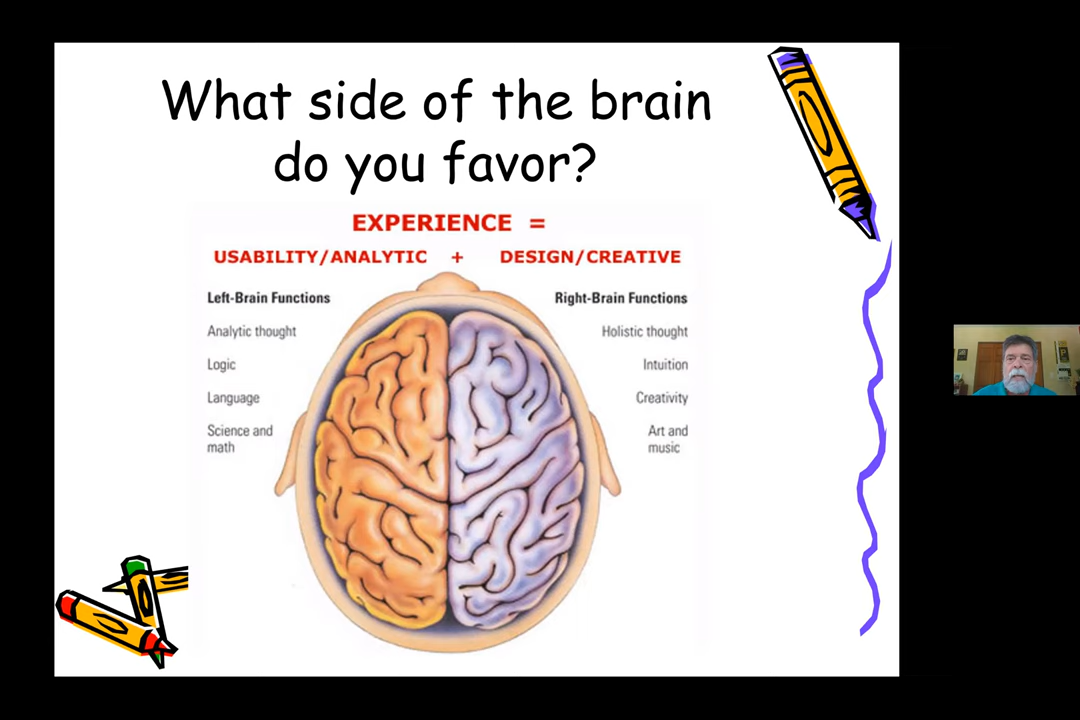 What side of the brain
do you favor?
EXPERIENCE =
USABILITY/ANALYTIC + DESIGN/CREATIVE
Left-Brain Functions
Analytic thought
Logic
Language
Science and
math
Right-Brain Functions
Holistic thought
Intuition
Creativity
Art and
music